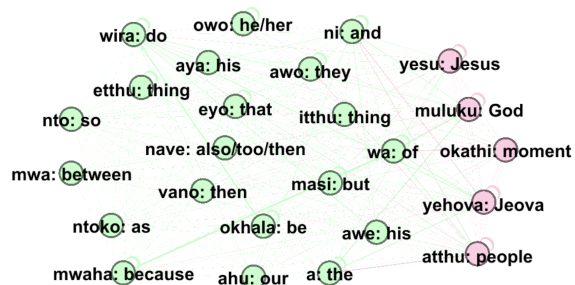 owo: he/her
wira: do
ni: and
aya: his
awo: they
yesu: Jesus
etthu: thing
eyo: that
itthu: thing
muluku: God
nto: so
nave: also/too/then
wa: of
okathi: moment
mwa: between
vano: then
masi: but
yehova: Jeova
ntoko: as
okhala: be
awe: his
atthu: people
mwaha: because
ahu: our
a: the